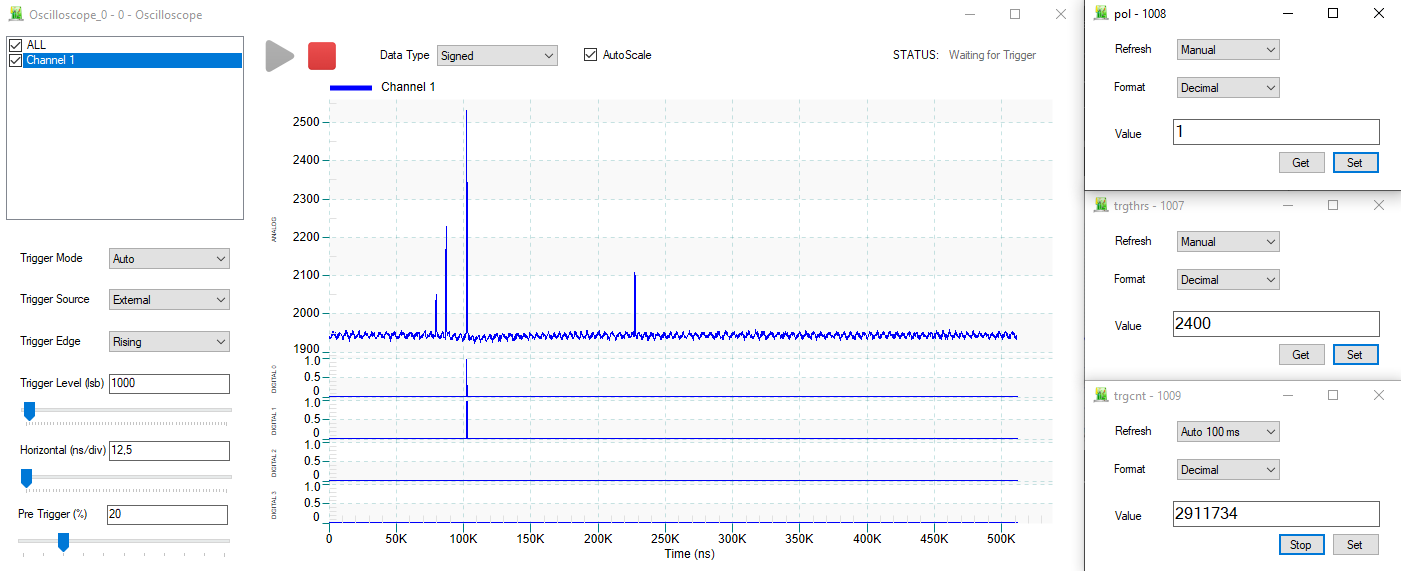 Oscilloscope_0 - 0 - Oscilloscope
ALL
Channel 1
Data Type Signed AutoScale STATUS: Waiting for Trigger
Channel 1
2500
2400
2300
2200
2100
2000
1900
ANALOG
1.0
0.5
0
DIGITAL 0
1.0
0.5
0
DIGITAL 1
1.0
0.5
0
DIGITAL 2
1.0
0.5
0
DIGITAL 3
0 50K 100K 150K 200K 250K 300K 350K 400K 450K 500K
Time (ns)
Trigger Mode Auto
Trigger Source External
Trigger Edge Rising
Trigger Level (lsb) 1000
Horizontal (ns/div) 12,5
Pre Trigger (%) 20
pol - 1008
Refresh Manual
Format Decimal
Value 1
Get Set
trgthrs - 1007
Refresh Manual
Format Decimal
Value 2400
Get Set
trgcnt - 1009
Refresh Auto 100 ms
Format Decimal
Value 2911734
Stop Set